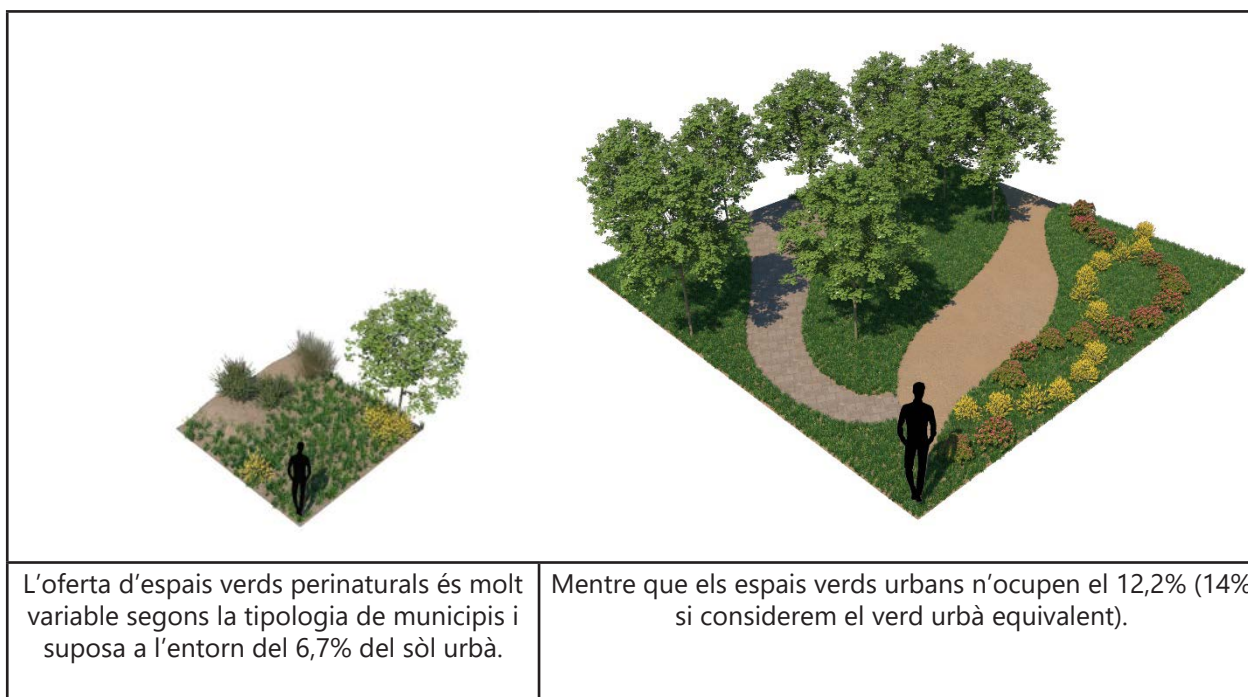 L'oferta d'espais verds perinaturals és molt
variable segons la tipologia de municipis i
suposa a l'entorn del 6,7% del sòl urbà.
Mentre que els espais verds urbans n'ocupen el 12,2% (14%
si considerem el verd urbà equivalent).